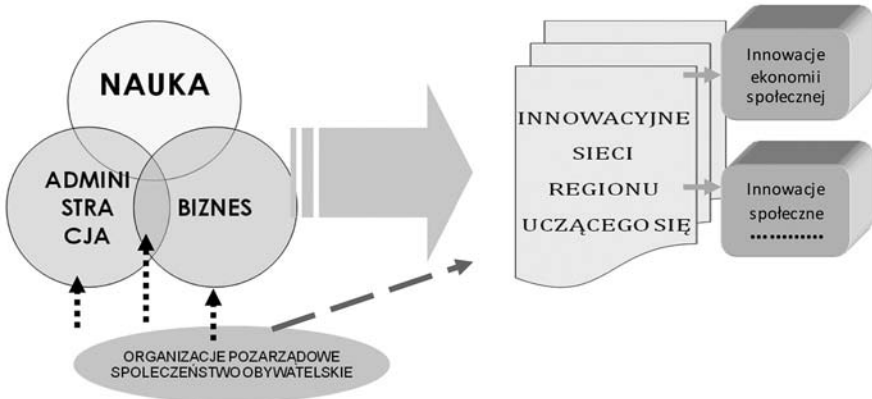 NAUKA
ADMINI
STRA
CJA
BIZNES
ORGANIZACJE POZARZĄDOWE
SPOŁECZEŃSTWO OBYWATELSKIE
INNOWACYJNE
SIECI
REGIONU
UCZĄCEGO SIĘ
Innowacje
ekonomii
społecznej
Innowacje
społeczne
............